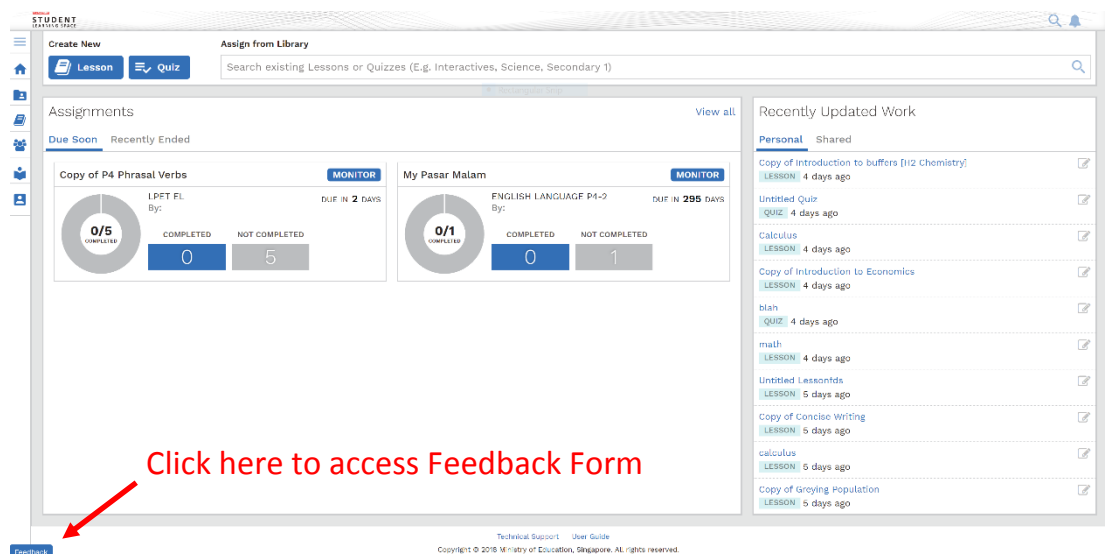 STUDENT
LEARNING SPACE
Create New
Assign from Library
Lesson
Quiz
Search existing Lessons or Quizzes (E.g. Interactives, Science, Secondary 1)
Rectangular Snip
Assignments
View all
Due Soon Recently Ended
Copy of P4 Phrasal Verbs
MONITOR
LPET EL
By:
DUE IN 2 DAYS
0/5
COMPLETED
COMPLETED
NOT COMPLETED
0
5
My Pasar Malam
MONITOR
ENGLISH LANGUAGE P4-2
By:
DUE IN 295 DAYS
0/1
COMPLETED
COMPLETED
NOT COMPLETED
0
1
Recently Updated Work
Personal Shared
Copy of Introduction to buffers [H2 Chemistry]
LESSON 4 days ago
Untitled Quiz
QUIZ 4 days ago
Calculus
LESSON 4 days ago
Copy of Introduction to Economics
LESSON 4 days ago
blah
QUIZ 4 days ago
math
LESSON 4 days ago
Untitled Lessonfds
LESSON 5 days ago
Copy of Concise Writing
LESSON 5 days ago
calculus
LESSON 5 days ago
Copy of Greying Population
LESSON 5 days ago
Click here to access Feedback Form
Technical Support User Guide
Feedback
Copyright © 2018 Ministry of Education, Singapore. All rights reserved.